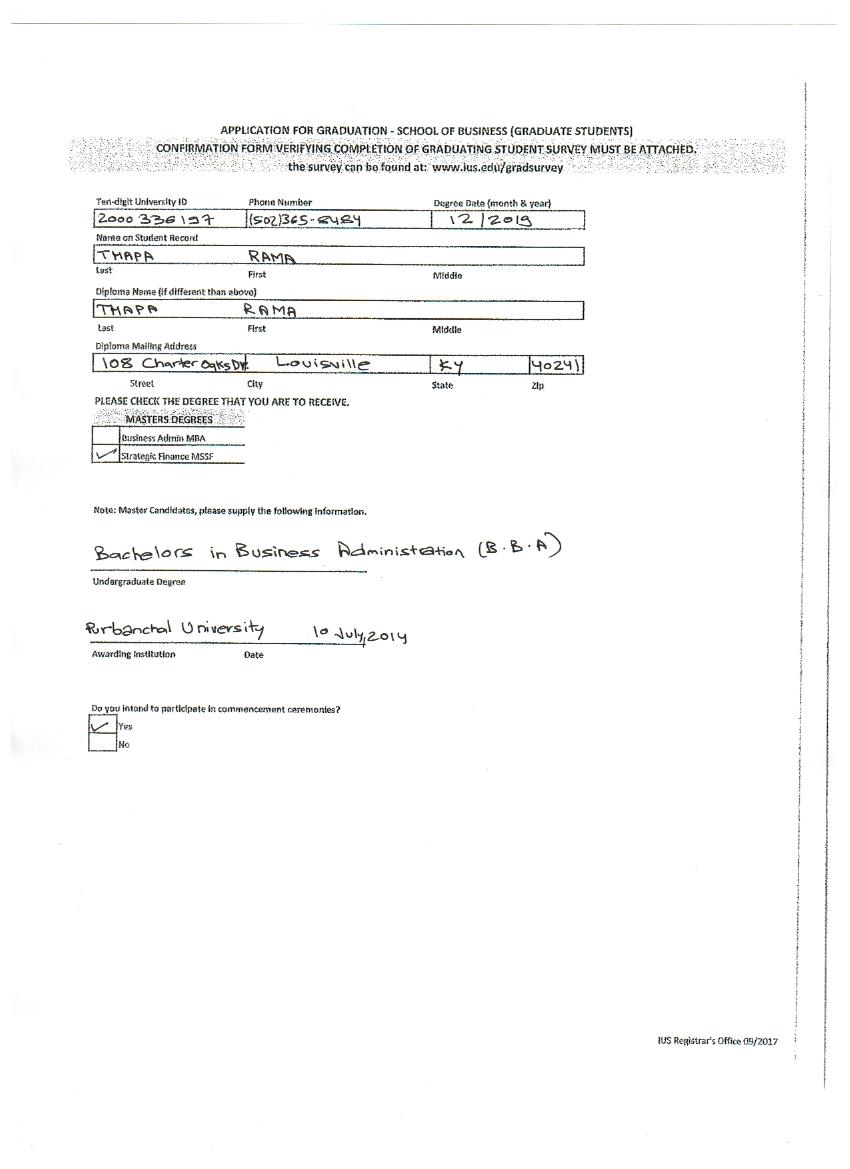 APPLICATION FOR GRADUATION - SCHOOL OF BUSINESS (GRADUATE STUDENTS)
CONFIRMATION FORM VERIFYING COMPLETION OF GRADUATING STUDENT SURVEY MUST BE ATTACHED.
the survey can be found at: www.ius.edu/gradsurvey
Ten-digit University ID Phone Number Degree Date (month & year)
2000 336197 (502)365-8484 12/2019
Name on Student Record
THAPA RAMA
Last First Middle
Diploma Name (if different than above)
THAPA RAMA
Last First Middle
Diploma Mailing Address
108 Charter Oaks Dr. Louisville KY 40241
Street City State Zip
PLEASE CHECK THE DEGREE THAT YOU ARE TO RECEIVE.
MASTERS DEGREES
Business Admin MBA
Strategic Finance MSSF
Note: Master Candidates, please supply the following information.
Bachelors in Business Administration (B.B.A)
Undergraduate Degree
Purbanchal University 10 July, 2014
Awarding Institution Date
Do you intend to participate in commencement ceremonies?
Yes
No
IUS Registrar's Office 09/2017